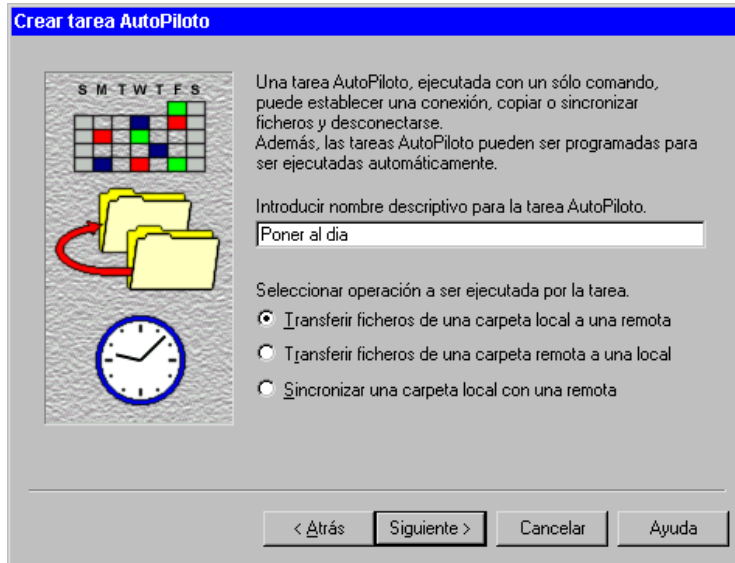 Crear tarea AutoPiloto
S M T W T F S
Una tarea AutoPiloto, ejecutada con un sólo comando,
puede establecer una conexión, copiar o sincronizar
ficheros y desconectarse.
Además, las tareas AutoPiloto pueden ser programadas para
ser ejecutadas automáticamente.
Introducir nombre descriptivo para la tarea AutoPiloto.
Poner al dia
Seleccionar operación a ser ejecutada por la tarea.
Transferir ficheros de una carpeta local a una remota
Transferir ficheros de una carpeta remota a una local
Sincronizar una carpeta local con una remota
< Atrás Siguiente > Cancelar Ayuda